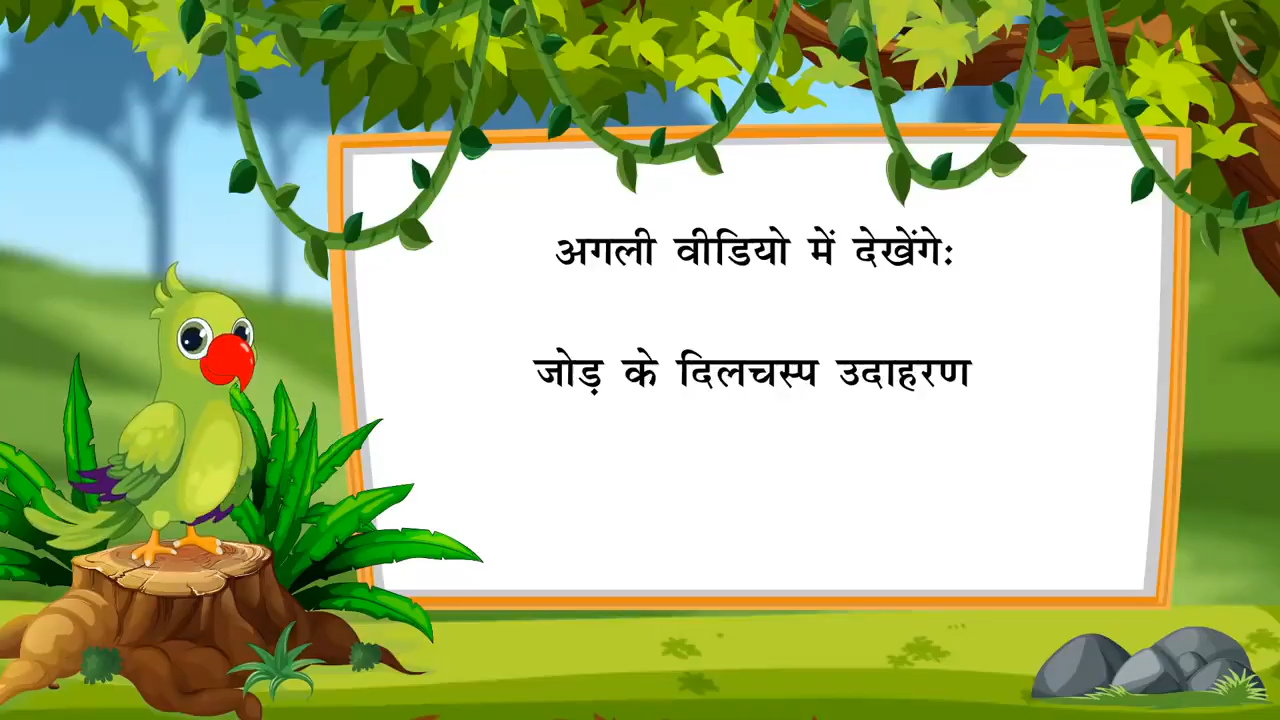 अगली वीडियो में देखेंगे:
जोड़ के दिलचस्प उदाहरण